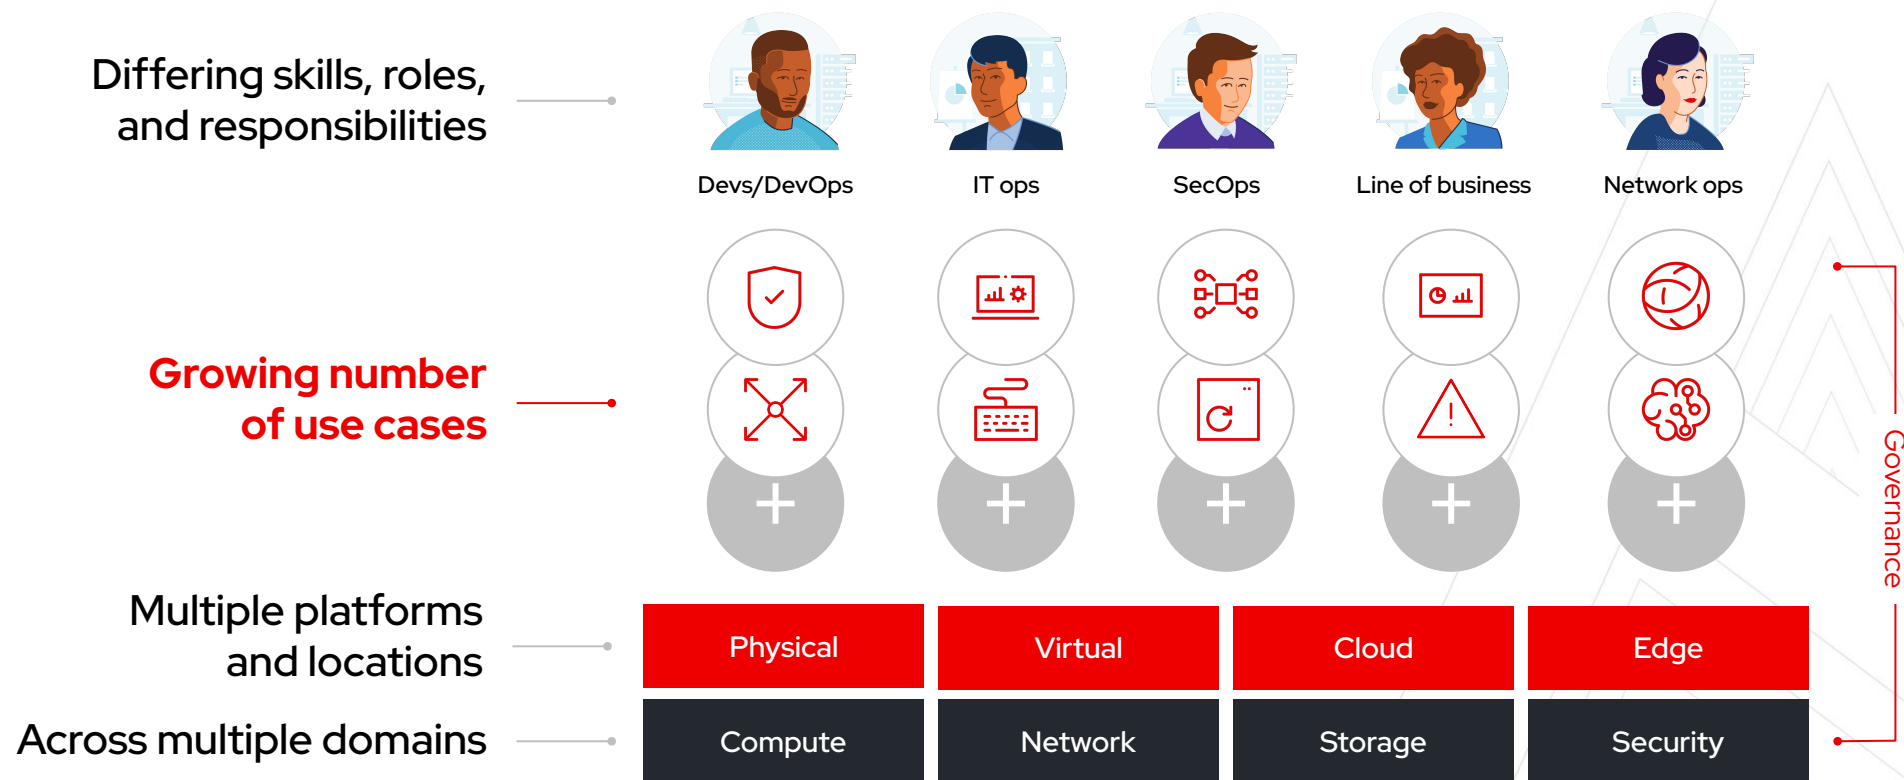 Differing skills, roles,
and responsibilities
Devs/DevOps
IT ops
SecOps
Line of business
Network ops
Growing number
of use cases
Governance
Multiple platforms
and locations
Physical
Virtual
Cloud
Edge
Across multiple domains
Compute
Network
Storage
Security